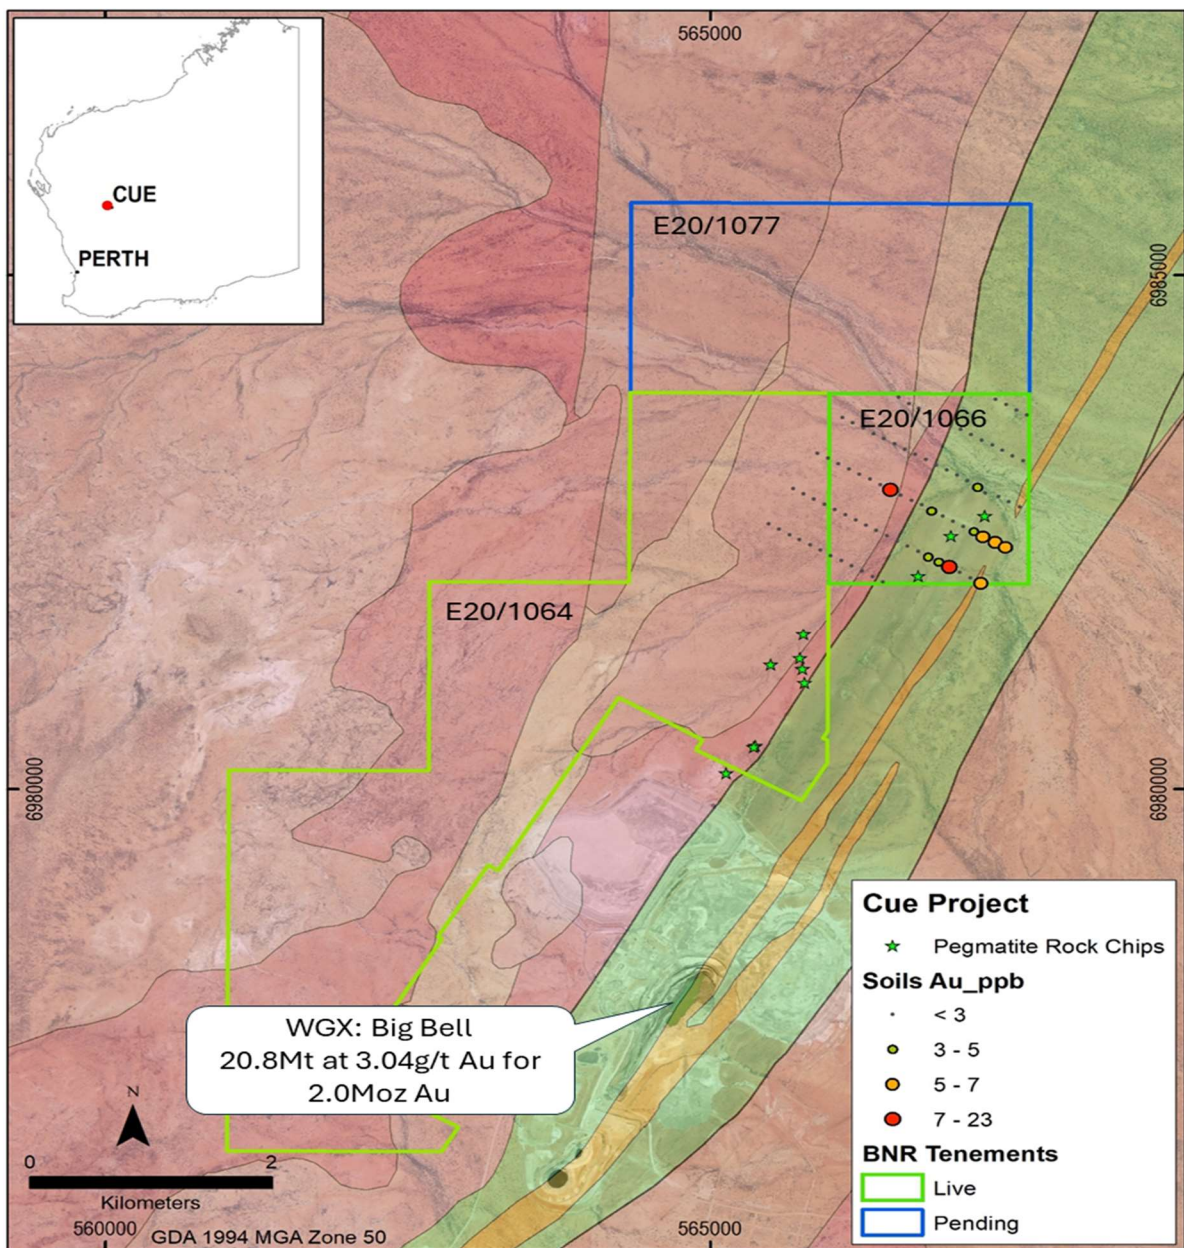 565000
CUE
PERTH
E20/1077
6985000
E20/1066
E20/1064
6980000
6980000
WGX: Big Bell
20.8Mt at 3.04g/t Au for
2.0Moz Au
Cue Project
Pegmatite Rock Chips
Soils Au_ppb
< 3
3 - 5
5 - 7
7 - 23
BNR Tenements
Live
Pending
N
0 2
Kilometers
560000
GDA 1994 MGA Zone 50
565000